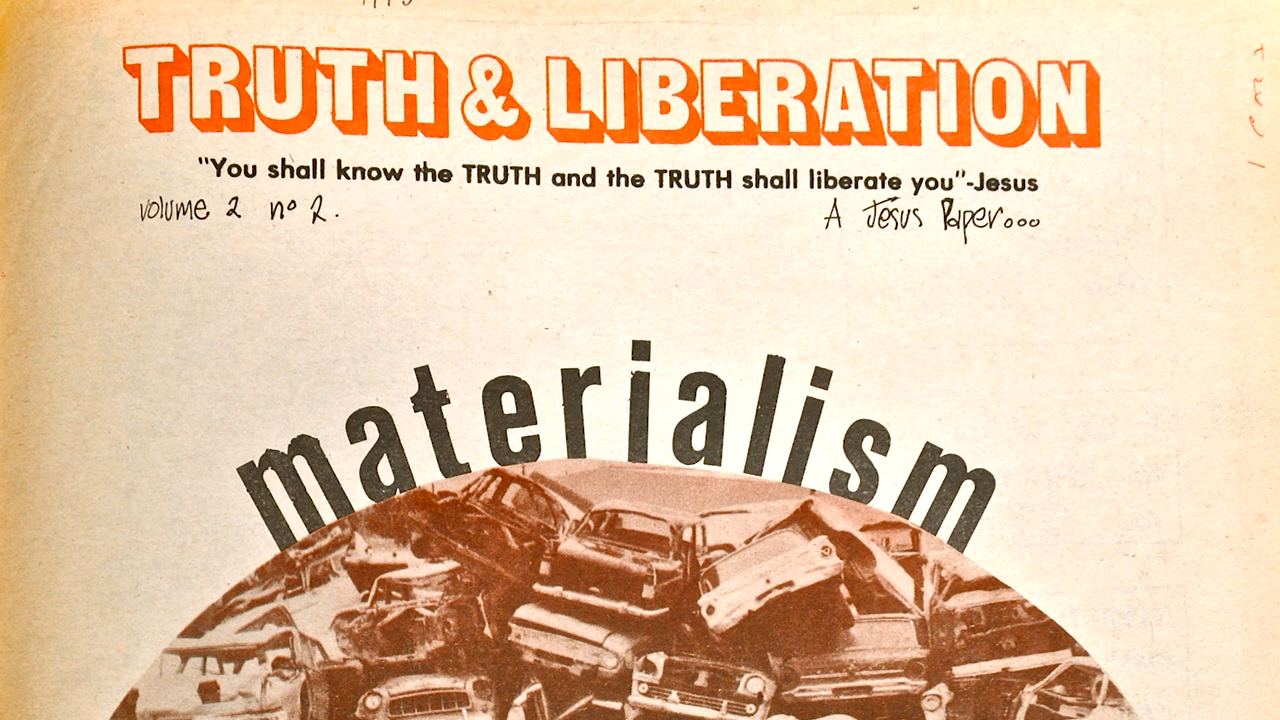 TRUTH & LIBERATION
"You shall know the TRUTH and the TRUTH shall liberate you"-Jesus
volume 2 nº 2.
A Jesus Paper...
materialism